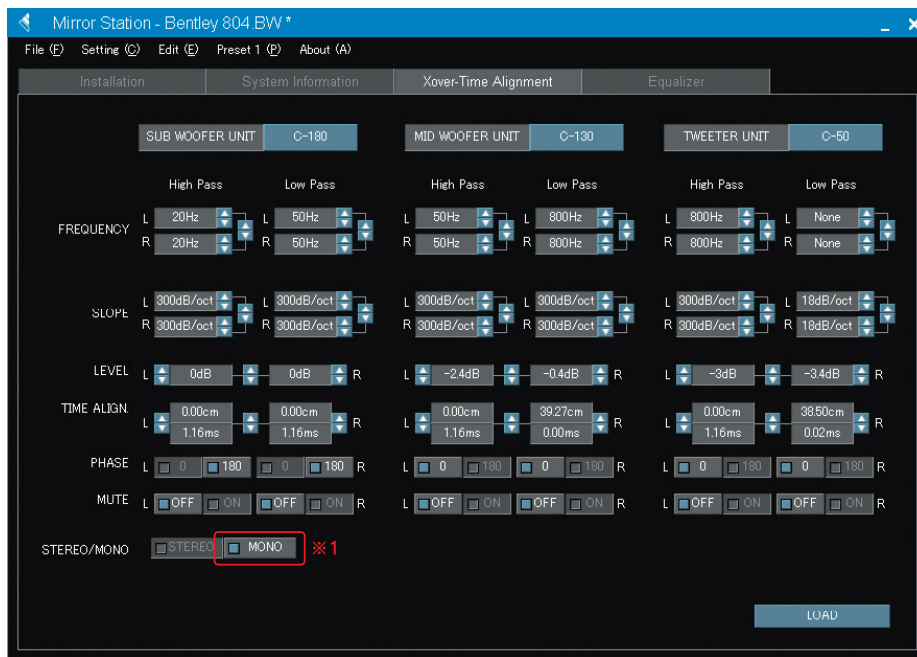 Mirror Station - Bentley 804.BW *
File (F) Setting (C) Edit (E) Preset 1 (P) About (A)
Installation System Information Xover-Time Alignment Equalizer
SUB WOOFER UNIT C-180 MID WOOFER UNIT C-130 TWEETER UNIT C-50
High Pass Low Pass High Pass Low Pass High Pass Low Pass
FREQUENCY
L 20Hz L 50Hz L 50Hz L 800Hz L 800Hz L None
R 20Hz R 50Hz R 50Hz R 800Hz R 800Hz R None
SLOPE
L 300dB/oct L 300dB/oct L 300dB/oct L 300dB/oct L 300dB/oct L 18dB/oct
R 300dB/oct R 300dB/oct R 300dB/oct R 300dB/oct R 300dB/oct R 18dB/oct
LEVEL L 0dB 0dB R L -2.4dB -0.4dB R L -3dB -3.4dB R
TIME ALIGN.
L 0.00cm 0.00cm R L 0.00cm 39.27cm R L 0.00cm 38.50cm R
1.16ms 1.16ms 1.16ms 0.00ms 1.16ms 0.02ms
PHASE L 0 180 0 180 R L 0 180 0 180 R L 0 180 0 180 R
MUTE L OFF ON OFF ON R L OFF ON OFF ON R L OFF ON OFF ON R
STEREO/MONO STEREO MONO ※1
LOAD